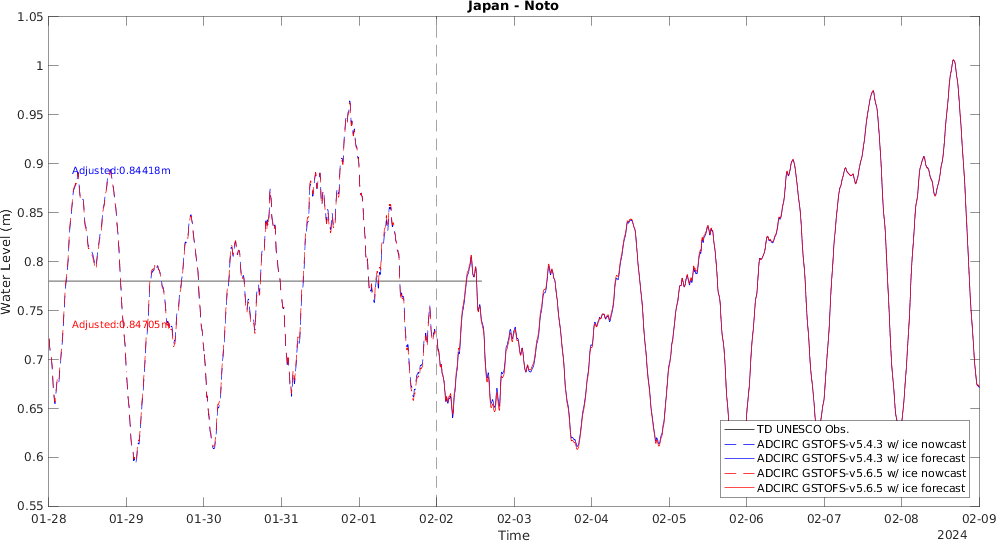 Japan - Noto
1.05
1
0.95
0.9
0.85
0.8
0.75
0.7
0.65
0.6
0.55
Water Level (m)
Adjusted:0.84418m
Adjusted:0.84705m
TD UNESCO Obs.
ADCIRC GSTOFS-v5.4.3 w/ ice nowcast
ADCIRC GSTOFS-v5.4.3 w/ ice forecast
ADCIRC GSTOFS-v5.6.5 w/ ice nowcast
ADCIRC GSTOFS-v5.6.5 w/ ice forecast
01-28 01-29 01-30 01-31 02-01 02-02 02-03 02-04 02-05 02-06 02-07 02-08 02-09
Time
2024